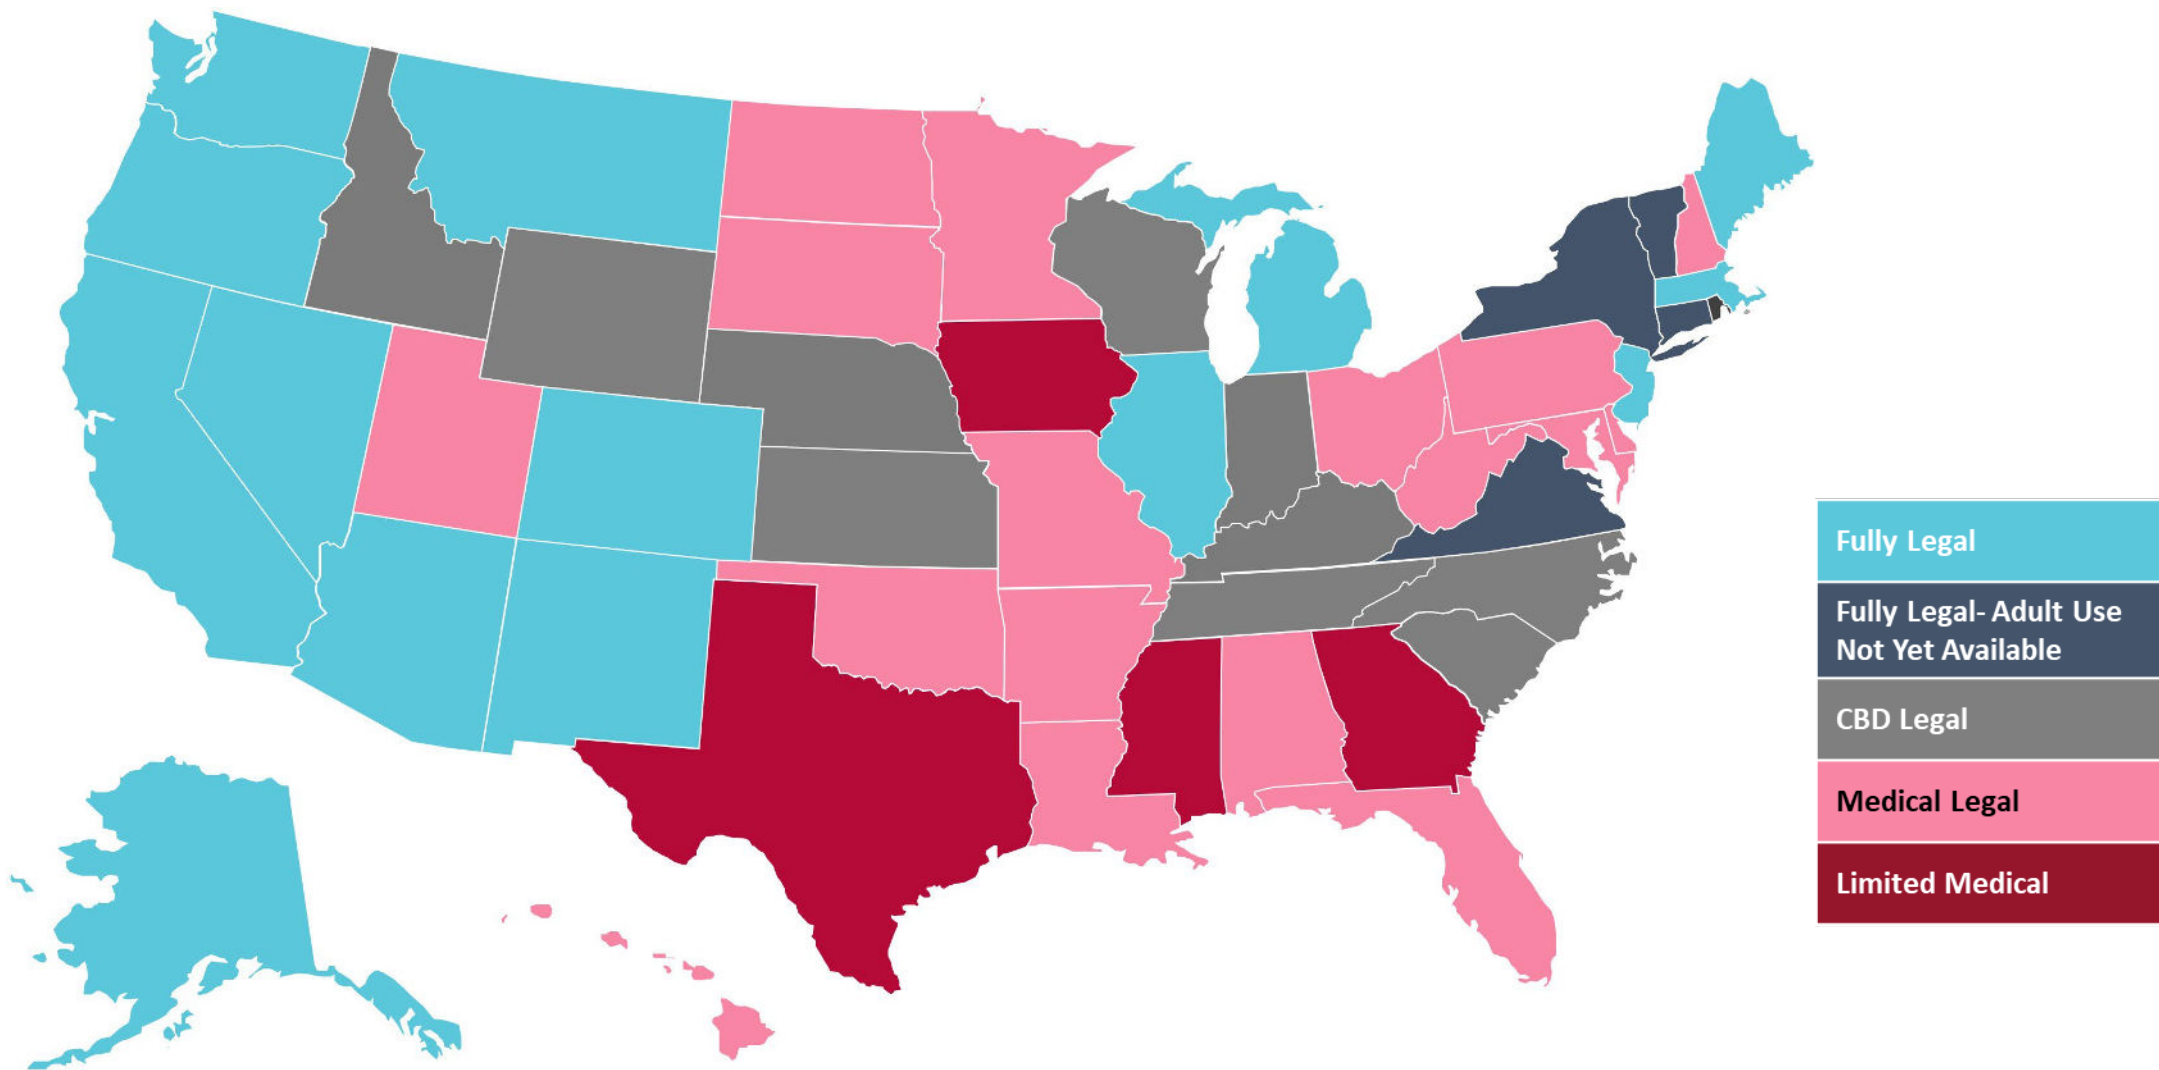 Fully Legal
Fully Legal- Adult Use
Not Yet Available
CBD Legal
Medical Legal
Limited Medical